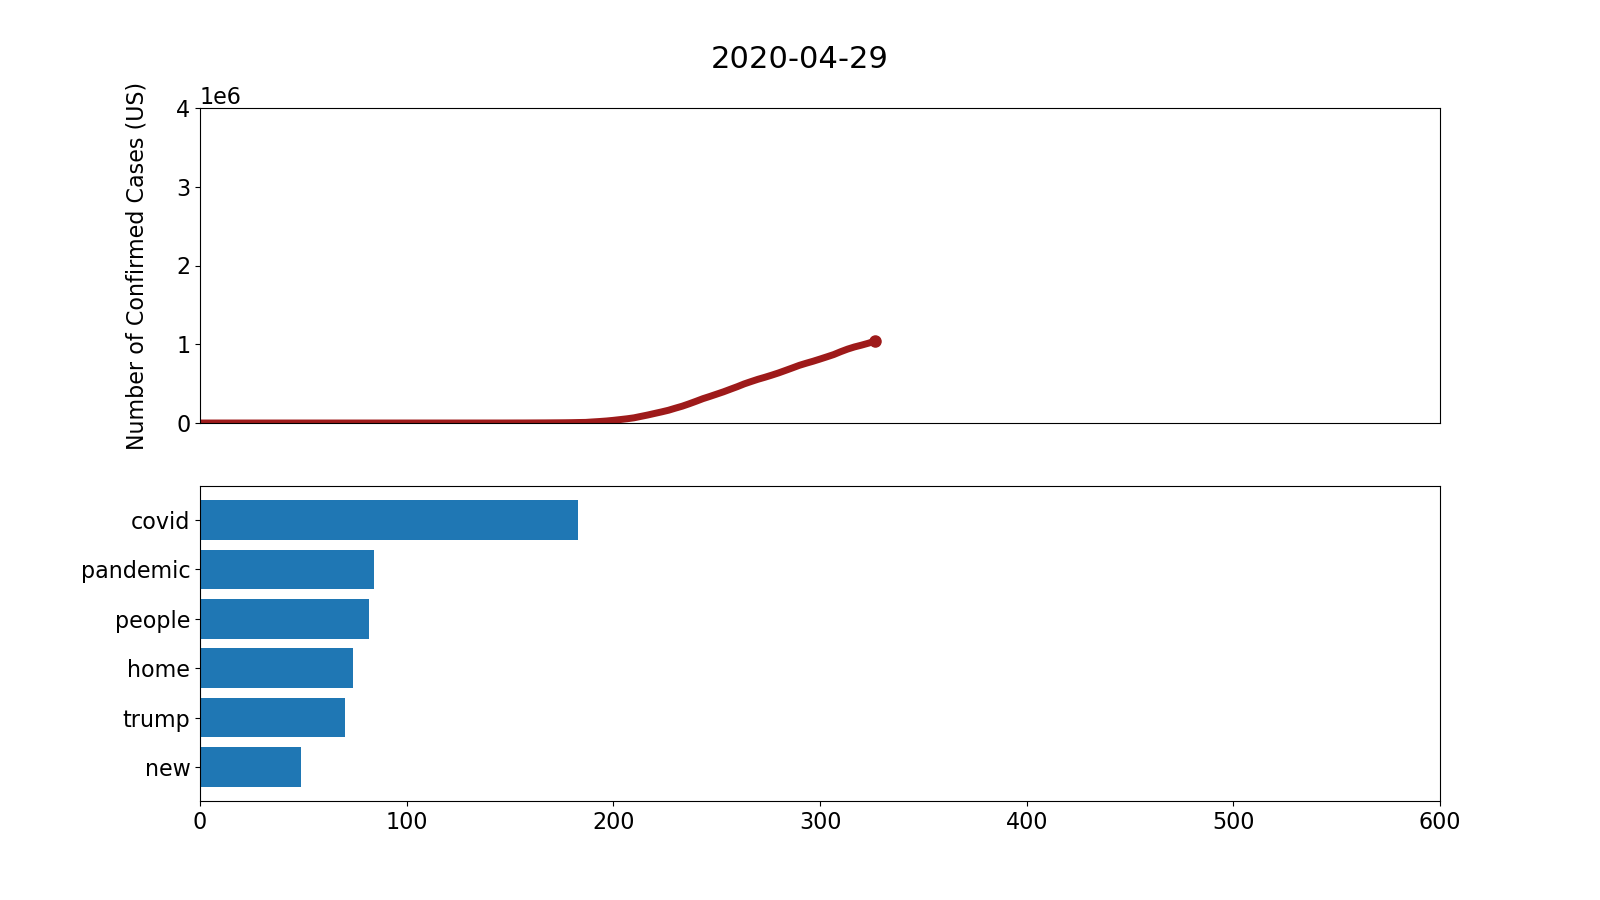 2020-04-29
1e6
Number of Confirmed Cases (US)
4
3
2
1
0
covid
pandemic
people
home
trump
new
0 100 200 300 400 500 600